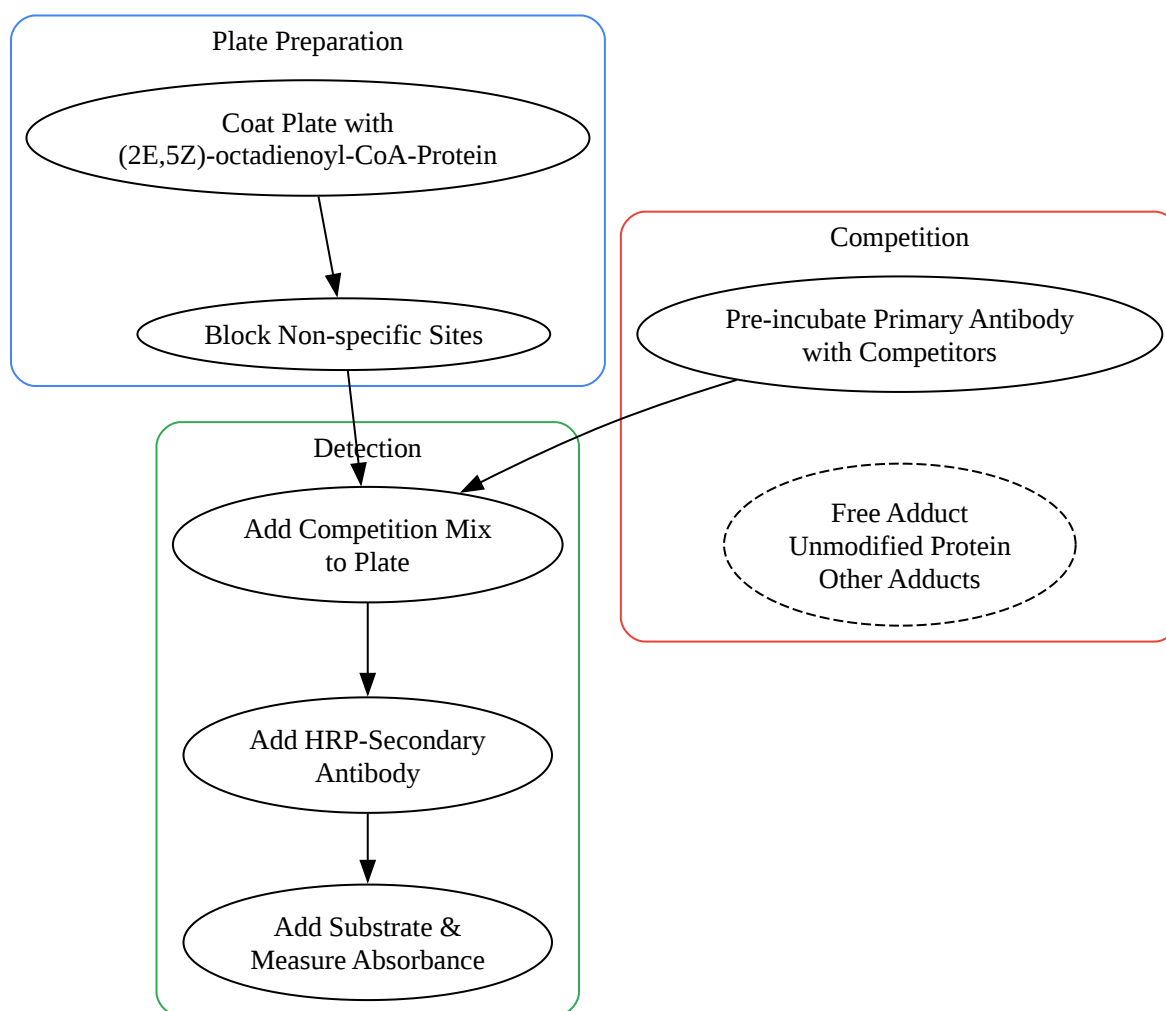 Plate Preparation
Coat Plate with
(2E,5Z)-octadienoyl-CoA-Protein
Block Non-specific Sites
Competition
Pre-incubate Primary Antibody
with Competitors
Free Adduct
Unmodified Protein
Other Adducts
Detection
Add Competition Mix
to Plate
Add HRP-Secondary
Antibody
Add Substrate &
Measure Absorbance